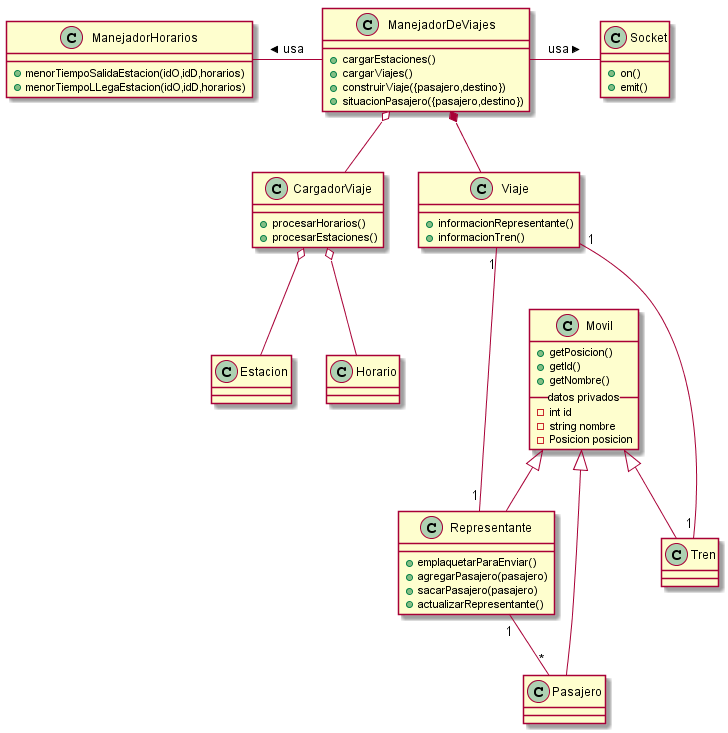 C ManejadorHorarios
menorTiempoSalidaEstacion(idO,idD,horarios)
menorTiempoLLegaEstacion(idO,idD,horarios)
usa
C ManejadorDeViajes
cargarEstaciones()
cargarViajes()
construirViaje({pasajero,destino})
situacionPasajero({pasajero,destino})
usa
C Socket
on()
emit()
C CargadorViaje
procesarHorarios()
procesarEstaciones()
C Viaje
informacionRepresentante()
informacionTren()
1
1
C Movil
getPosicion()
getId()
getNombre()
datos privados
int id
string nombre
Posicion posicion
C Estacion
C Horario
1
1
C Representante
emplaquetarParaEnviar()
agregarPasajero(pasajero)
sacarPasajero(pasajero)
actualizarRepresentante()
C Tren
1
*
C Pasajero